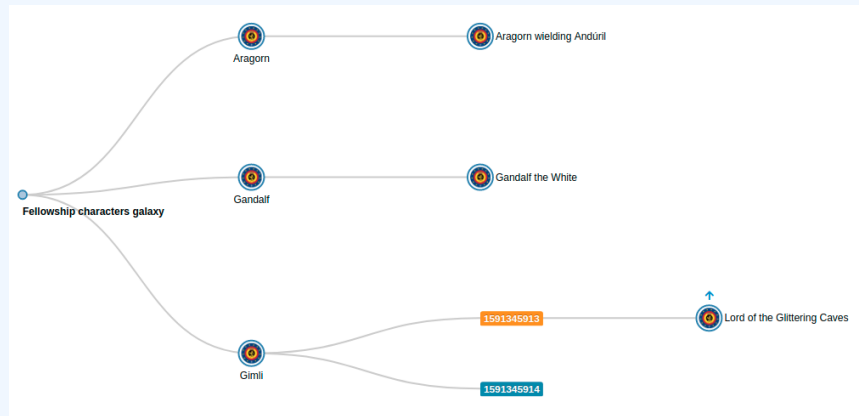 Aragorn
Aragorn wielding Andúril
Gandalf
Gandalf the White
Fellowship characters galaxy
1591345913
Lord of the Glittering Caves
Gimli
1591345914